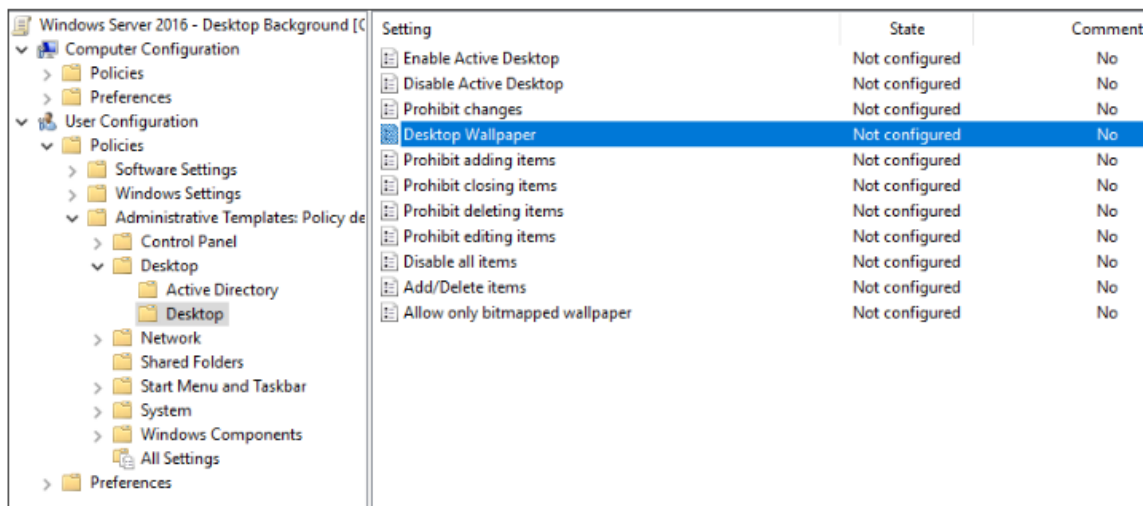 Windows Server 2016 - Desktop Background [C
Computer Configuration
Policies
Preferences
User Configuration
Policies
Software Settings
Windows Settings
Administrative Templates: Policy de
Control Panel
Desktop
Active Directory
Desktop
Network
Shared Folders
Start Menu and Taskbar
System
Windows Components
All Settings
Preferences
Setting State Comment
Enable Active Desktop Not configured No
Disable Active Desktop Not configured No
Prohibit changes Not configured No
Desktop Wallpaper Not configured No
Prohibit adding items Not configured No
Prohibit closing items Not configured No
Prohibit deleting items Not configured No
Prohibit editing items Not configured No
Disable all items Not configured No
Add/Delete items Not configured No
Allow only bitmapped wallpaper Not configured No